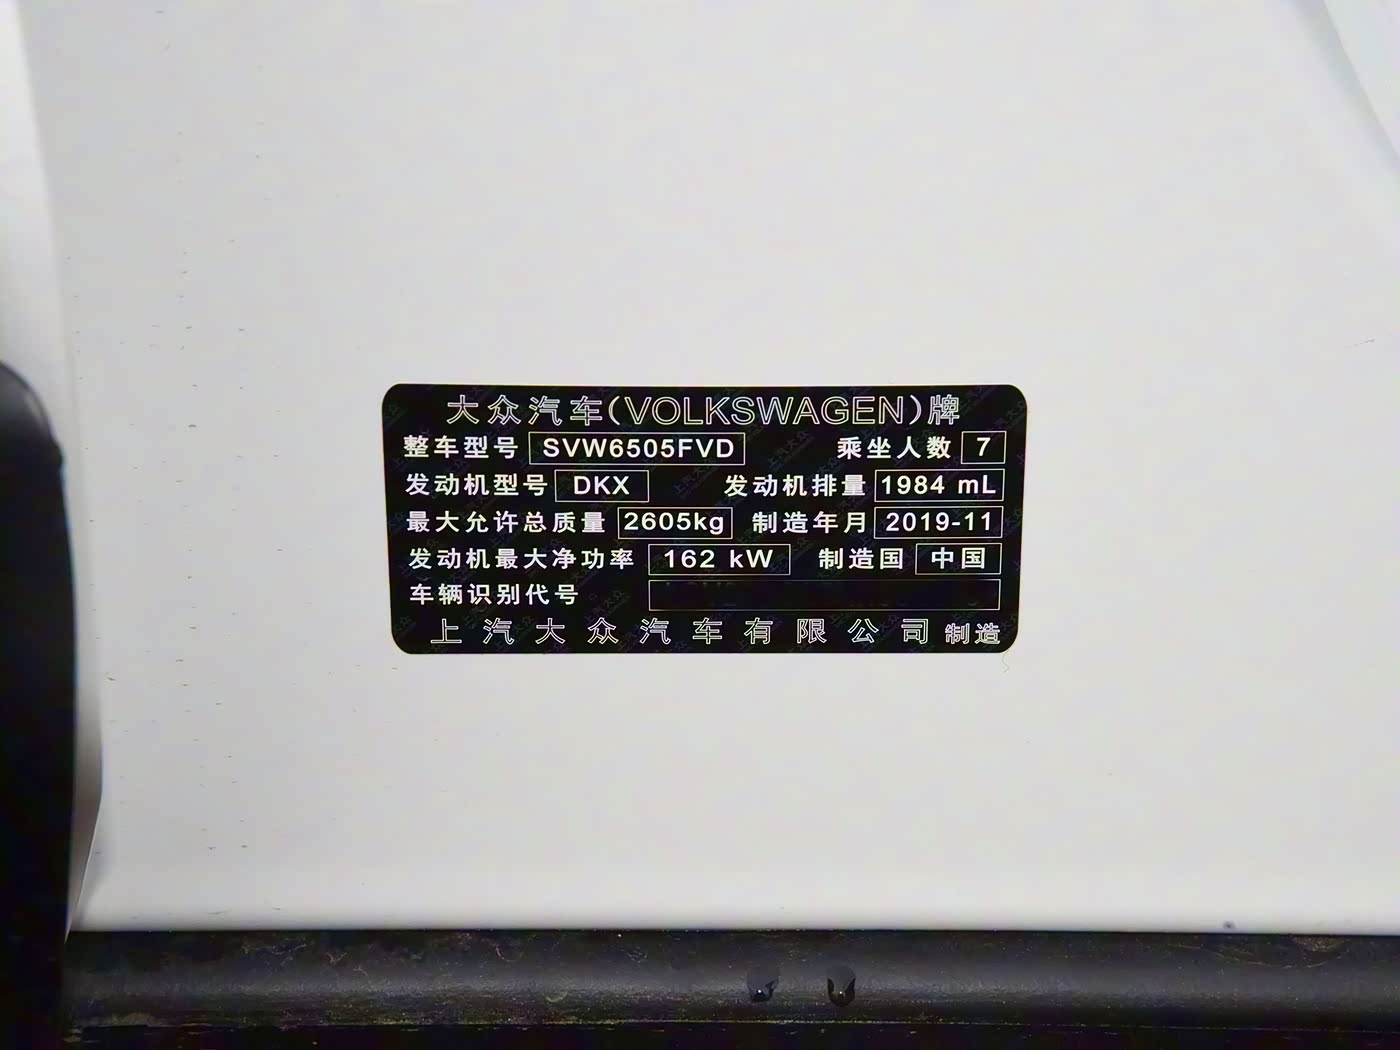 大众汽车(VOLKSWAGEN)牌
整车型号 SVW6505FVD 乘坐人数 7
发动机型号 DKX 发动机排量 1984 mL
最大允许总质量 2605kg 制造年月 2019-11
发动机最大净功率 162 kW 制造国 中国
车辆识别代号
上汽大众汽车有限公司 制造